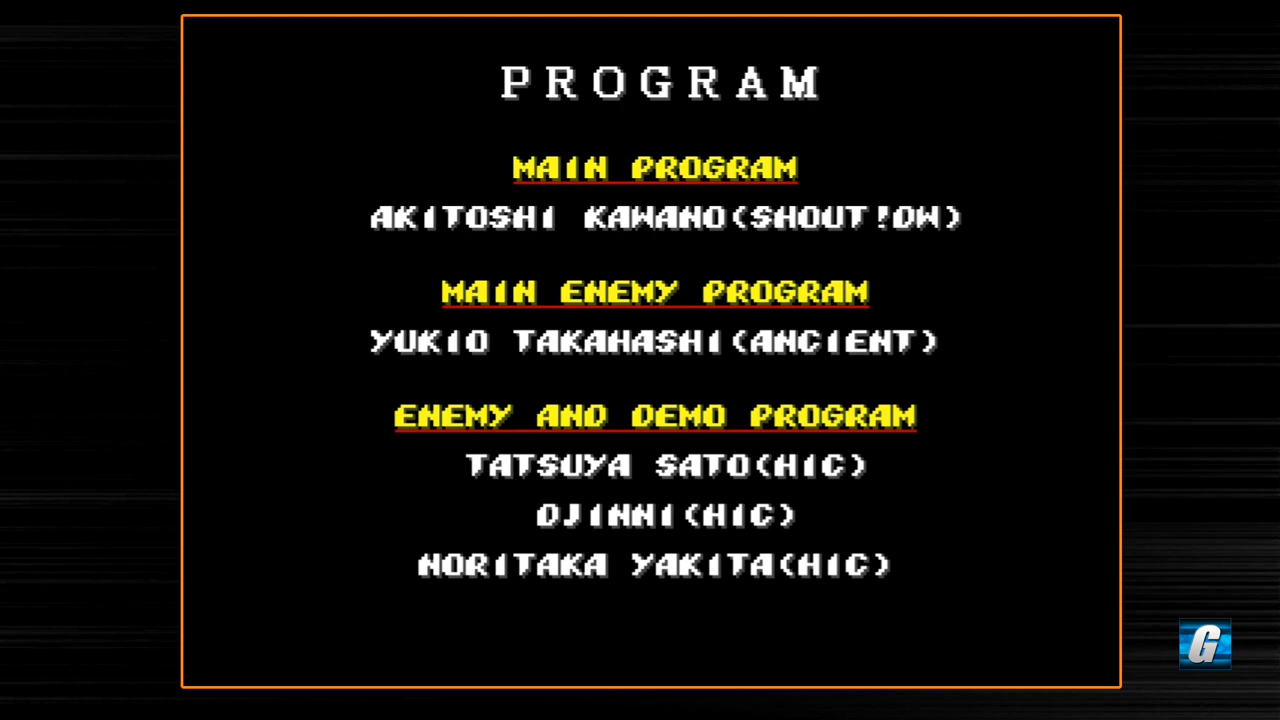 PROGRAM
MAIN PROGRAM
AKITOSHI KAWANO(SHOUT!DW)
MAIN ENEMY PROGRAM
YUKIO TAKAHASHI(ANCIENT)
ENEMY AND DEMO PROGRAM
TATSUYA SATO(HIC)
DJINNI(HIC)
NORITAKA YAKITA(HIC)
G